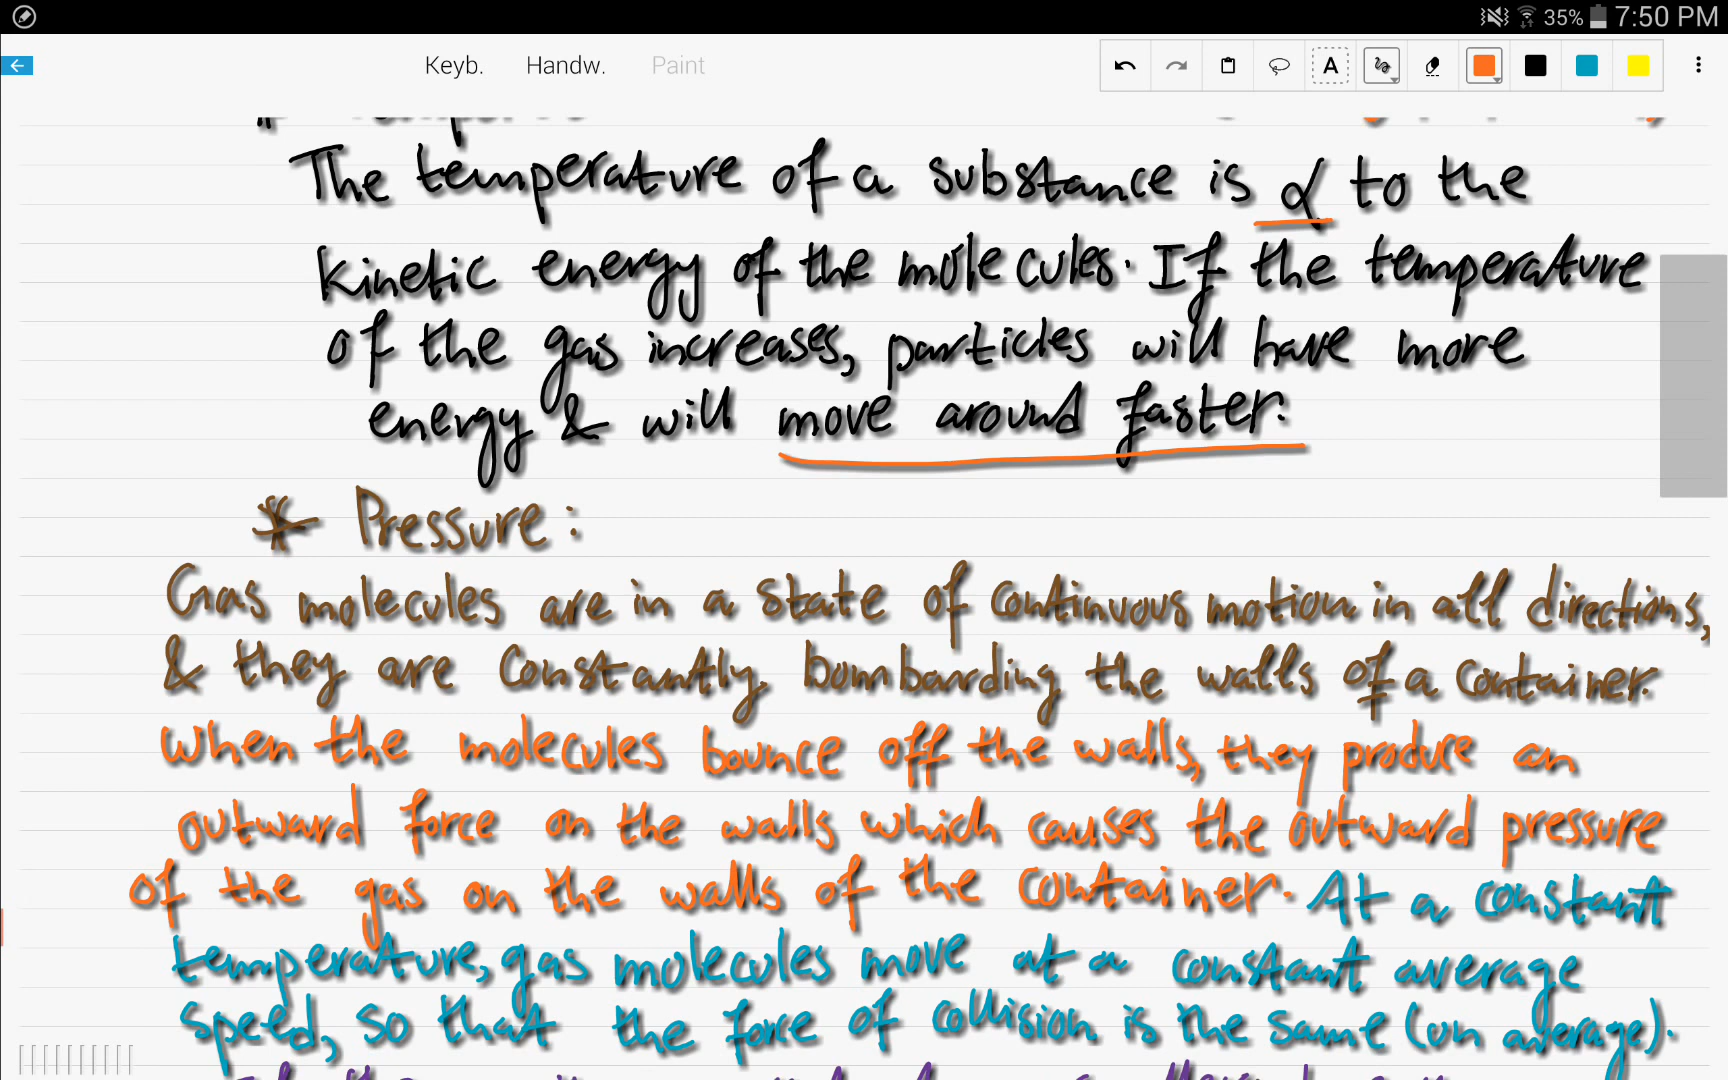 35% 7:50 PM
Keyb. Handw. Paint A
The temperature of a substance is α to the
kinetic energy of the molecules. If the temperature
of the gas increases, particles will have more
energy & will move around faster.
* Pressure:
Gas molecules are in a state of continuous motion in all directions,
& they are constantly bombarding the walls of a container.
When the molecules bounce off the walls, they produce an
outward force on the walls which causes the outward pressure
of the gas on the walls of the container. At a constant
temperature, gas molecules move at a constant average
speed, so that the force of collision is the same (on average).